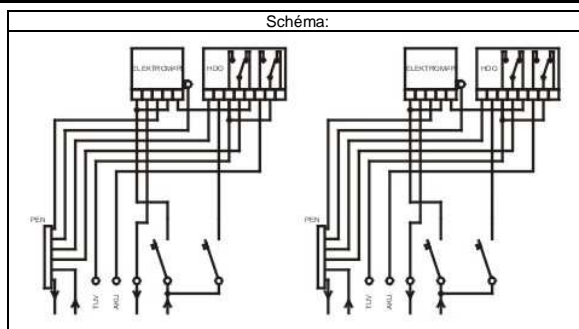 Schéma:
ELEKTROMĚR
HDO
ELEKTROMĚR
HDO
PEN
TUV
AKU
PEN
TUV
AKU